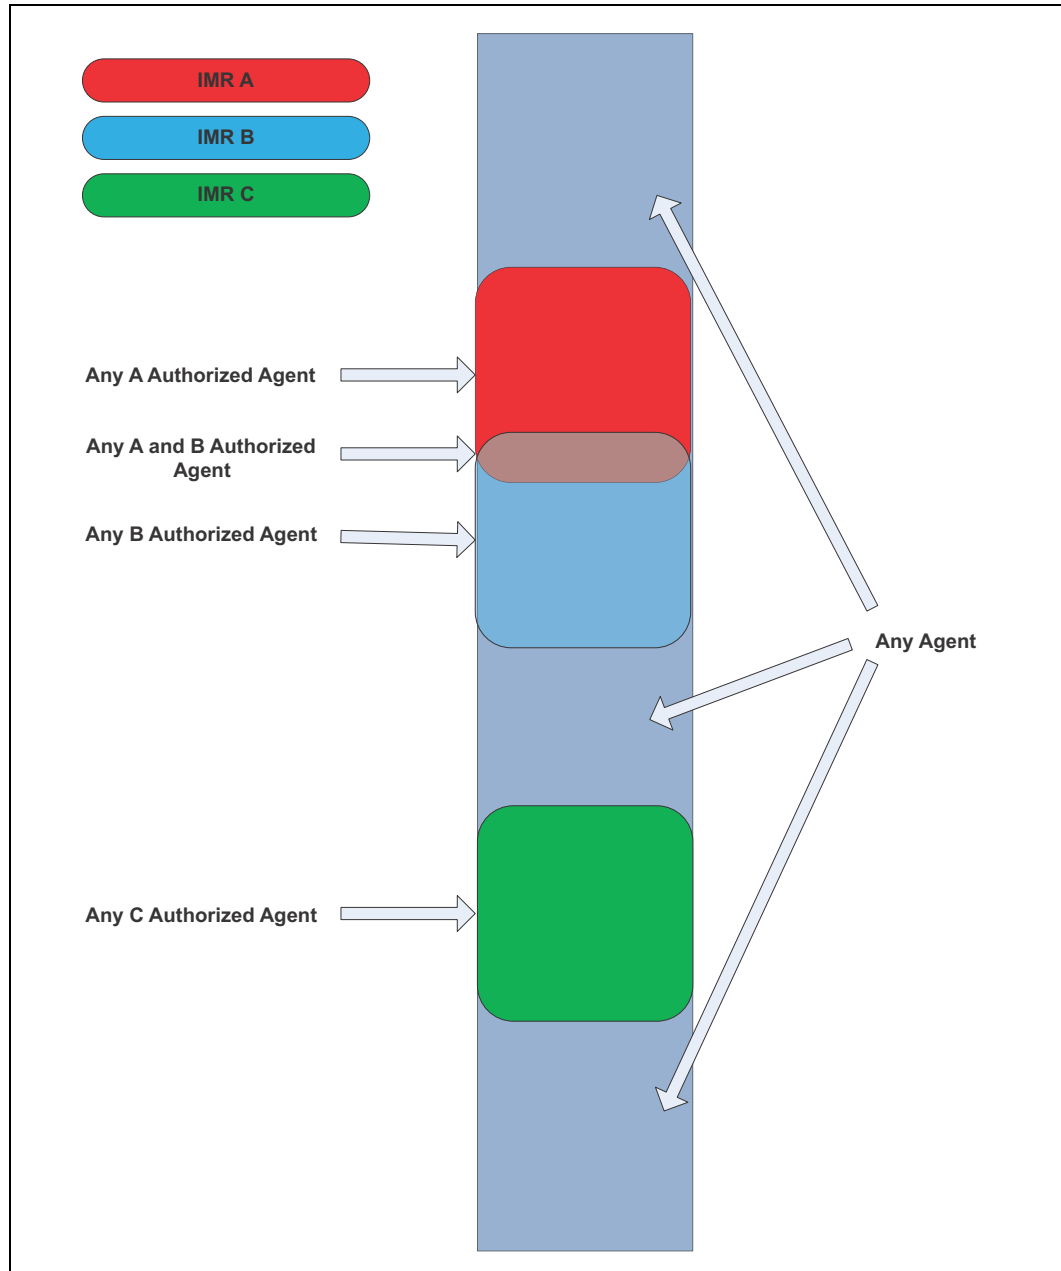 IMR A
IMR B
IMR C
Any A Authorized Agent
Any A and B Authorized
Agent
Any B Authorized Agent
Any Agent
Any C Authorized Agent